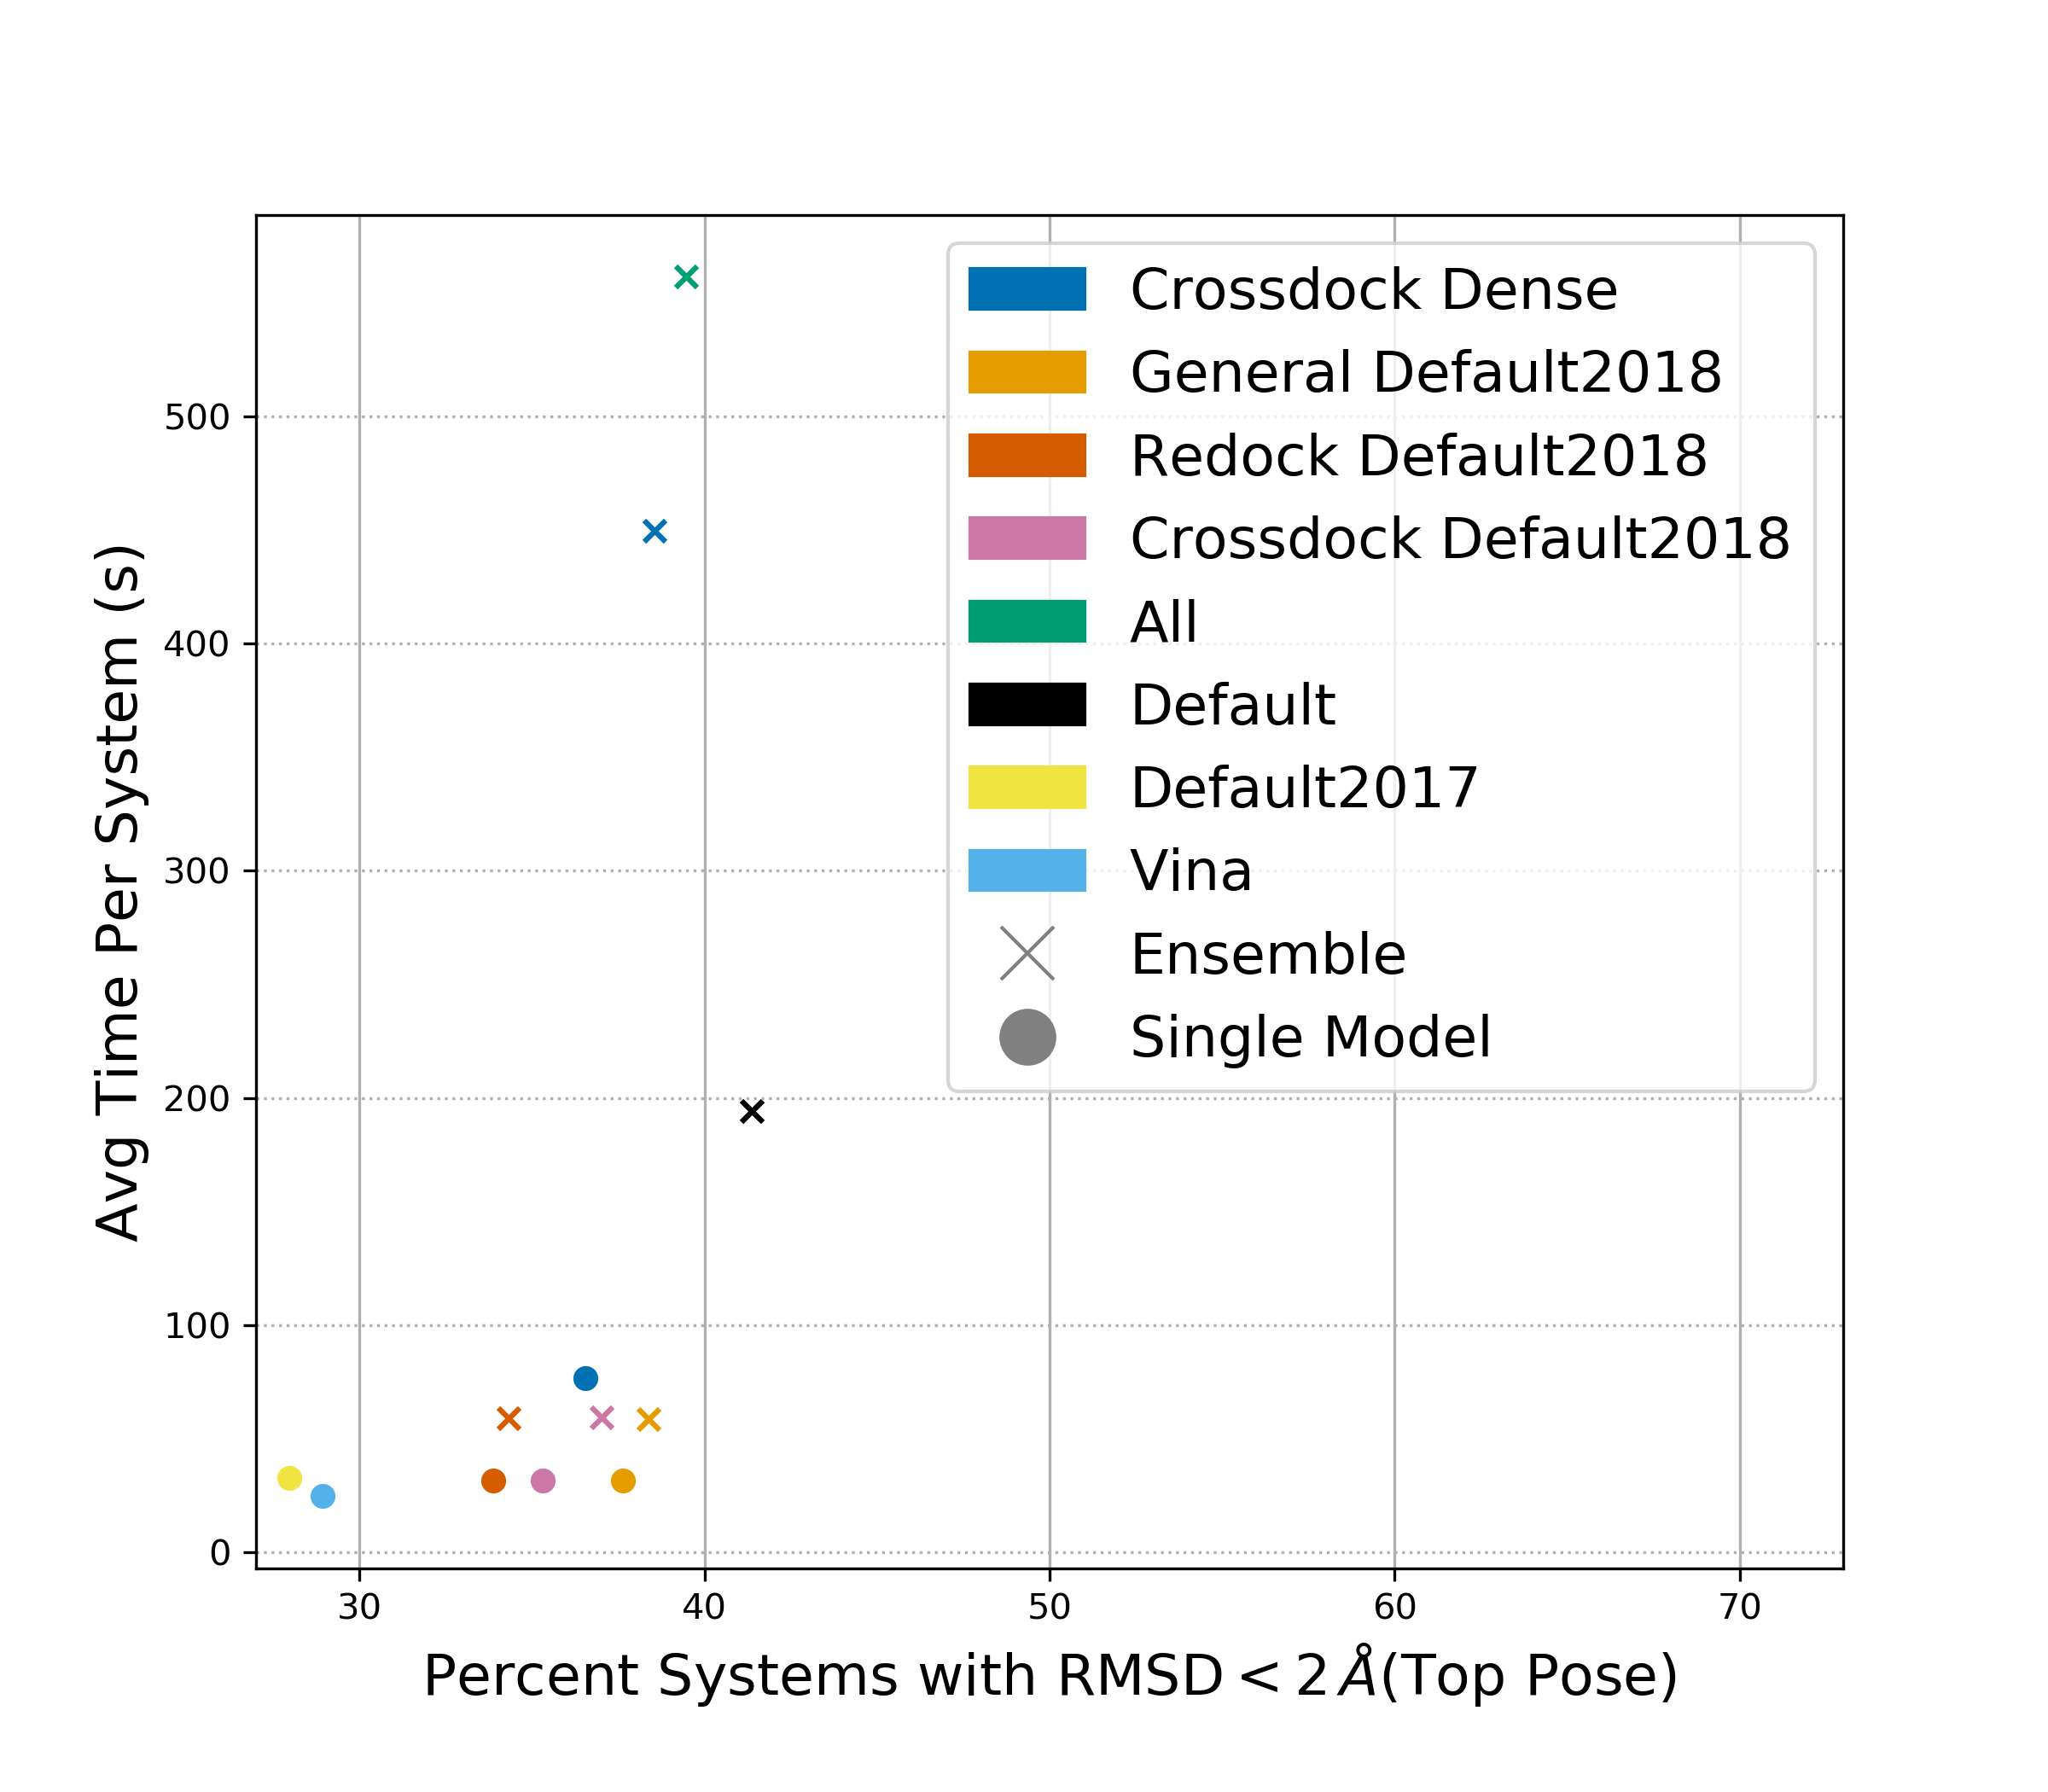 Crossdock Dense
General Default2018
Redock Default2018
Crossdock Default2018
All
Default
Default2017
Vina
Ensemble
Single Model
500
400
300
200
100
0
Avg Time Per System (s)
30 40 50 60 70
Percent Systems with RMSD < 2 Å(Top Pose)